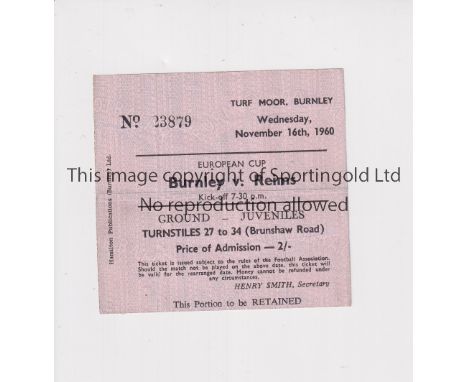 TURF MOOR, BURNLEY
No 23879
Wednesday,
November 16th, 1960
EUROPEAN CUP
This image copyright of Sportingold Ltd
Burnley v. Reims
Kick-off 7-30 p.m.
No reproduction allowed
GROUND - JUVENILES
TURNSTILES 27 to 34 (Brunshaw Road)
Price of Admission — 2/-
This ticket is issued subject to the rules of the Football Association.
Should the match not be played on the above date, this ticket will
be valid for the rearranged date. Money cannot be refunded under
any circumstances.
HENRY SMITH, Secretary
This Portion to be RETAINED
Hamilton Publications (Burnley) Ltd.